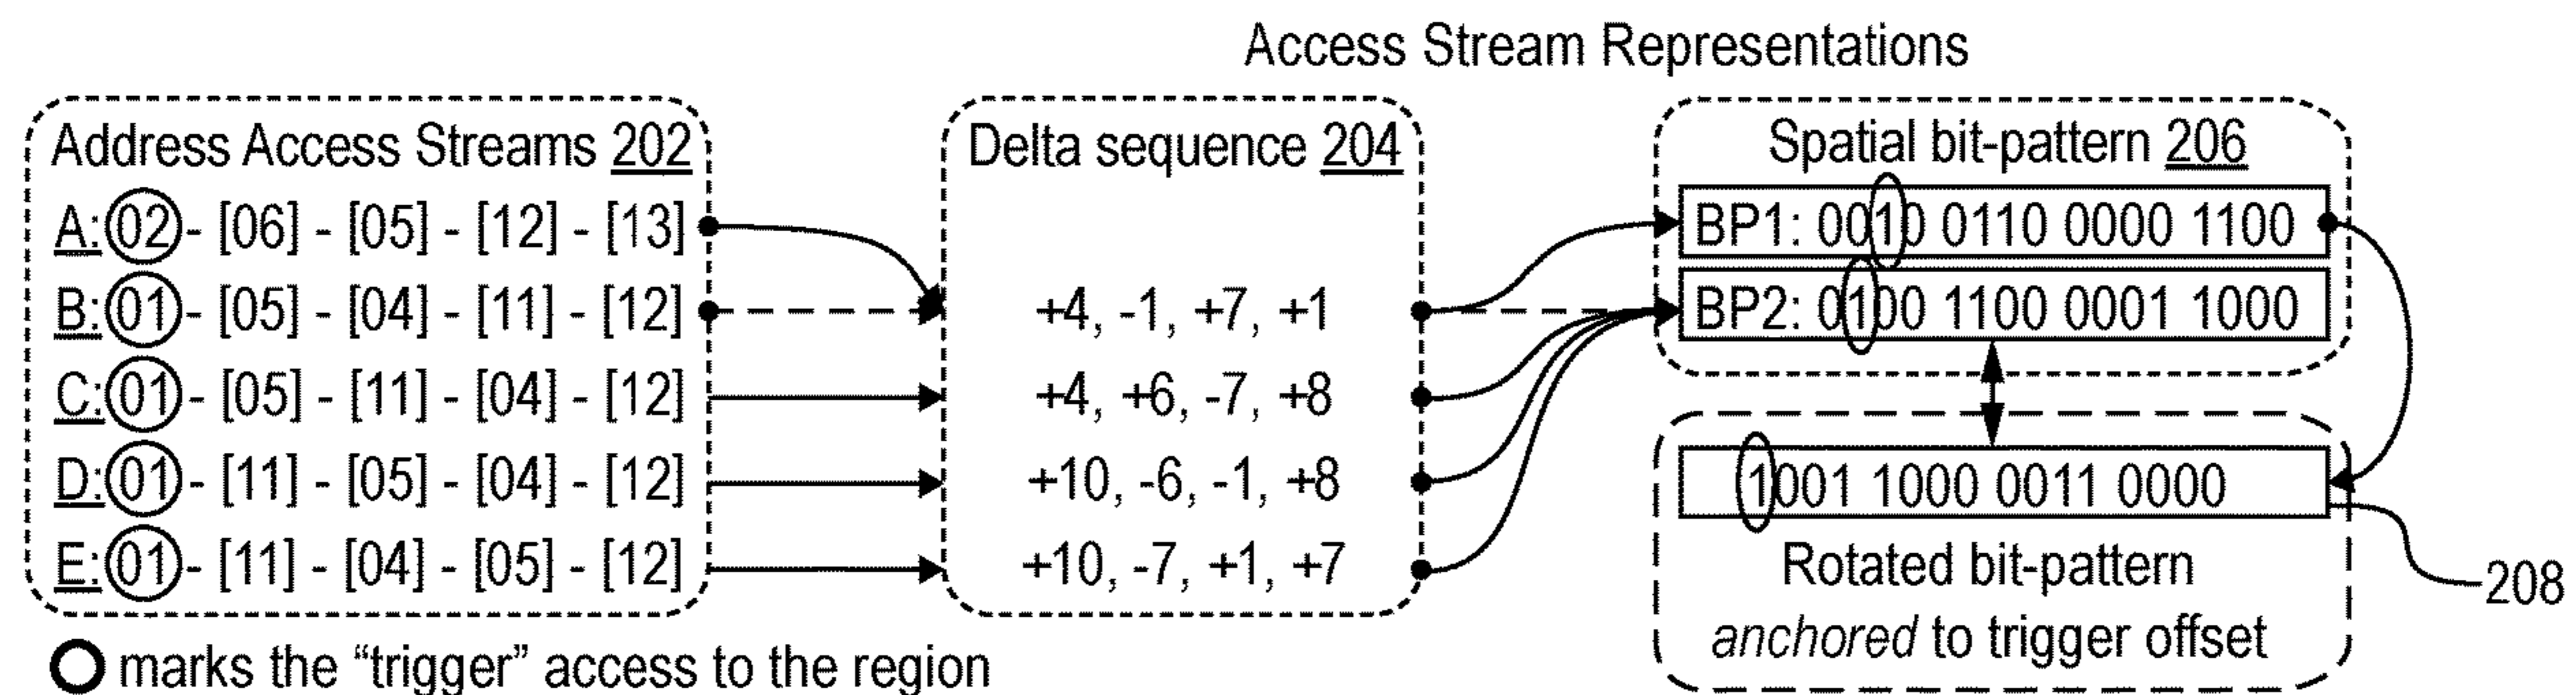 Access Stream Representations
Address Access Streams 202
A: 02 - [06] - [05] - [12] - [13]
B: 01 - [05] - [04] - [11] - [12]
C: 01 - [05] - [11] - [04] - [12]
D: 01 - [11] - [05] - [04] - [12]
E: 01 - [11] - [04] - [05] - [12]
Delta sequence 204
+4, -1, +7, +1
+4, +6, -7, +8
+10, -6, -1, +8
+10, -7, +1, +7
Spatial bit-pattern 206
BP1: 0010 0110 0000 1100
BP2: 0100 1100 0001 1000
1001 1000 0011 0000
Rotated bit-pattern
anchored to trigger offset
208
marks the “trigger” access to the region